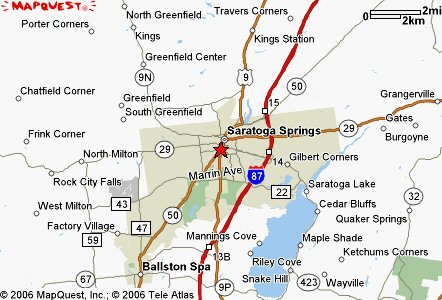 MAPQUEST®
Porter Corners
North Greenfield
Travers Corners
2mi
2km
Kings
Kings Station
Greenfield Center
9N
9
Chatfield Corner
Greenfield
South Greenfield
15
50
Grangerville
Frink Corner
Saratoga Springs
29
Gates
Burgoyne
29
North Milton
14
Gilbert Corners
Marrin Ave
87
Rock City Falls
22
Saratoga Lake
43
West Milton
50
Cedar Bluffs
32
47
Quaker Springs
Factory Village
59
Mannings Cove
Maple Shade
13B
Ketchums Corners
Ballston Spa
Riley Cove
67
Snake Hill
423
Wayville
9P
© 2006 MapQuest, Inc.; © 2006 Tele Atlas